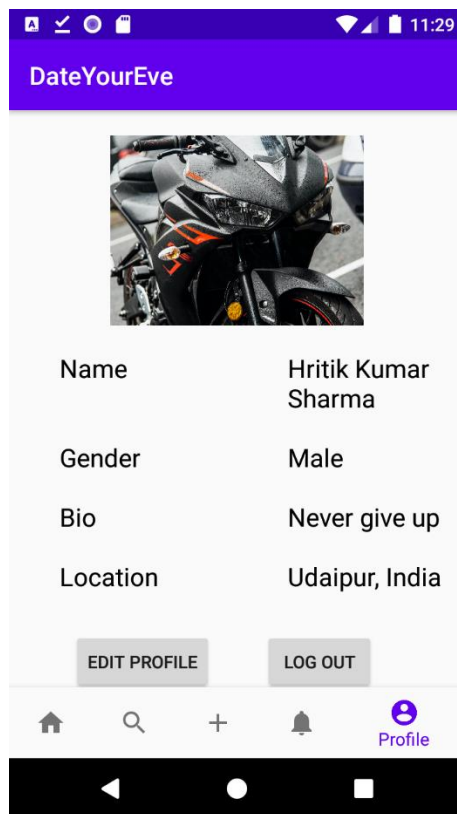 11:29
DateYourEve
Name Hritik Kumar
Sharma
Gender Male
Bio Never give up
Location Udaipur, India
EDIT PROFILE LOG OUT
Profile